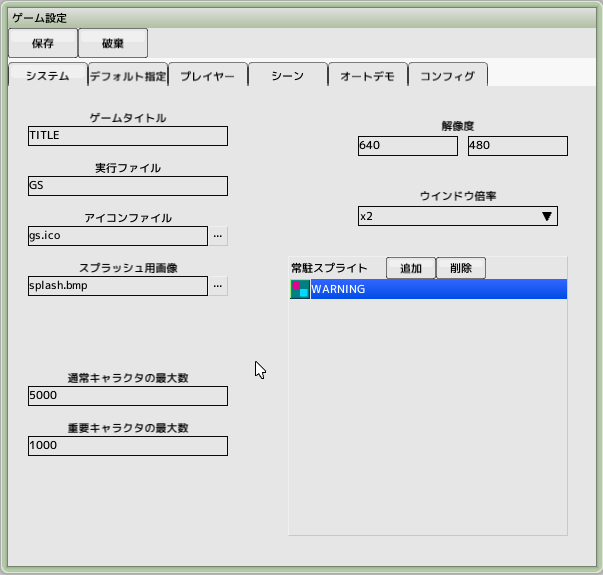 ゲーム設定
保存 破棄
システム デフォルト指定 プレイヤー シーン オートデモ コンフィグ
ゲームタイトル
TITLE
実行ファイル
GS
アイコンファイル
gs.ico ...
スプラッシュ用画像
splash.bmp ...
通常キャラクタの最大数
5000
重要キャラクタの最大数
1000
解像度
640 480
ウインドウ倍率
x2 ▼
常駐スプライト 追加 削除
WARNING